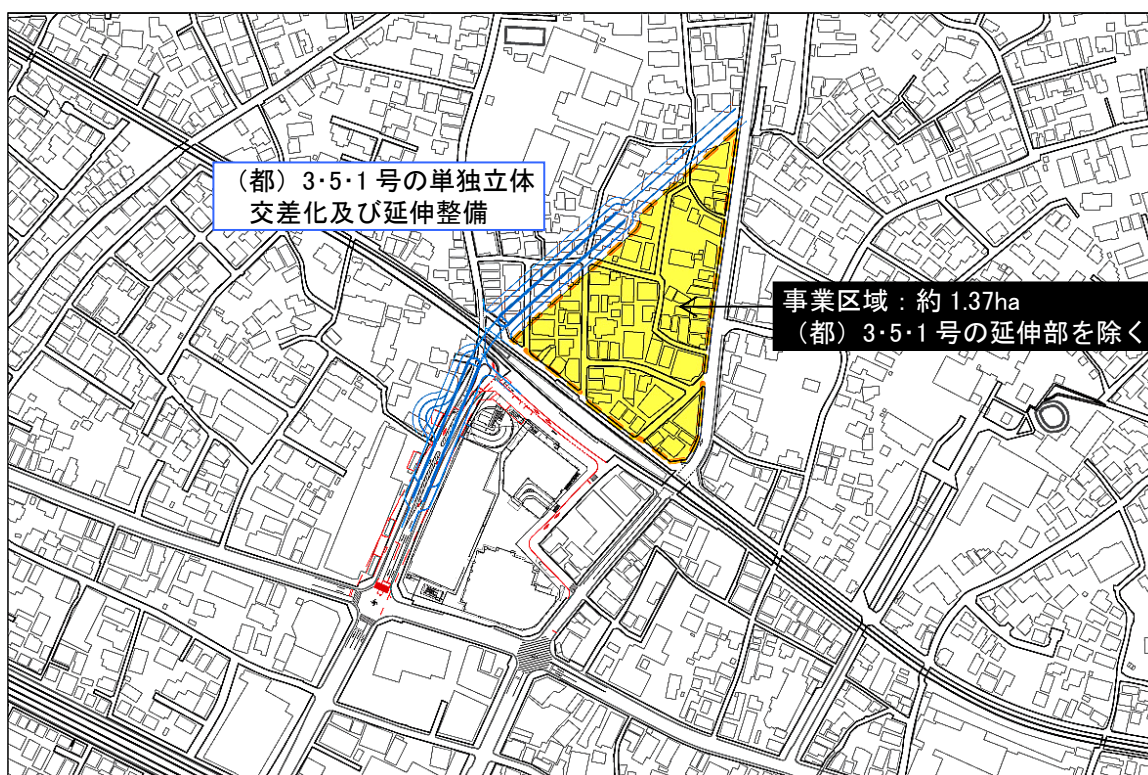 （都）3･5･1 号の単独立体
交差化及び延伸整備
事業区域：約 1.37ha
（都）3･5･1 号の延伸部を除く